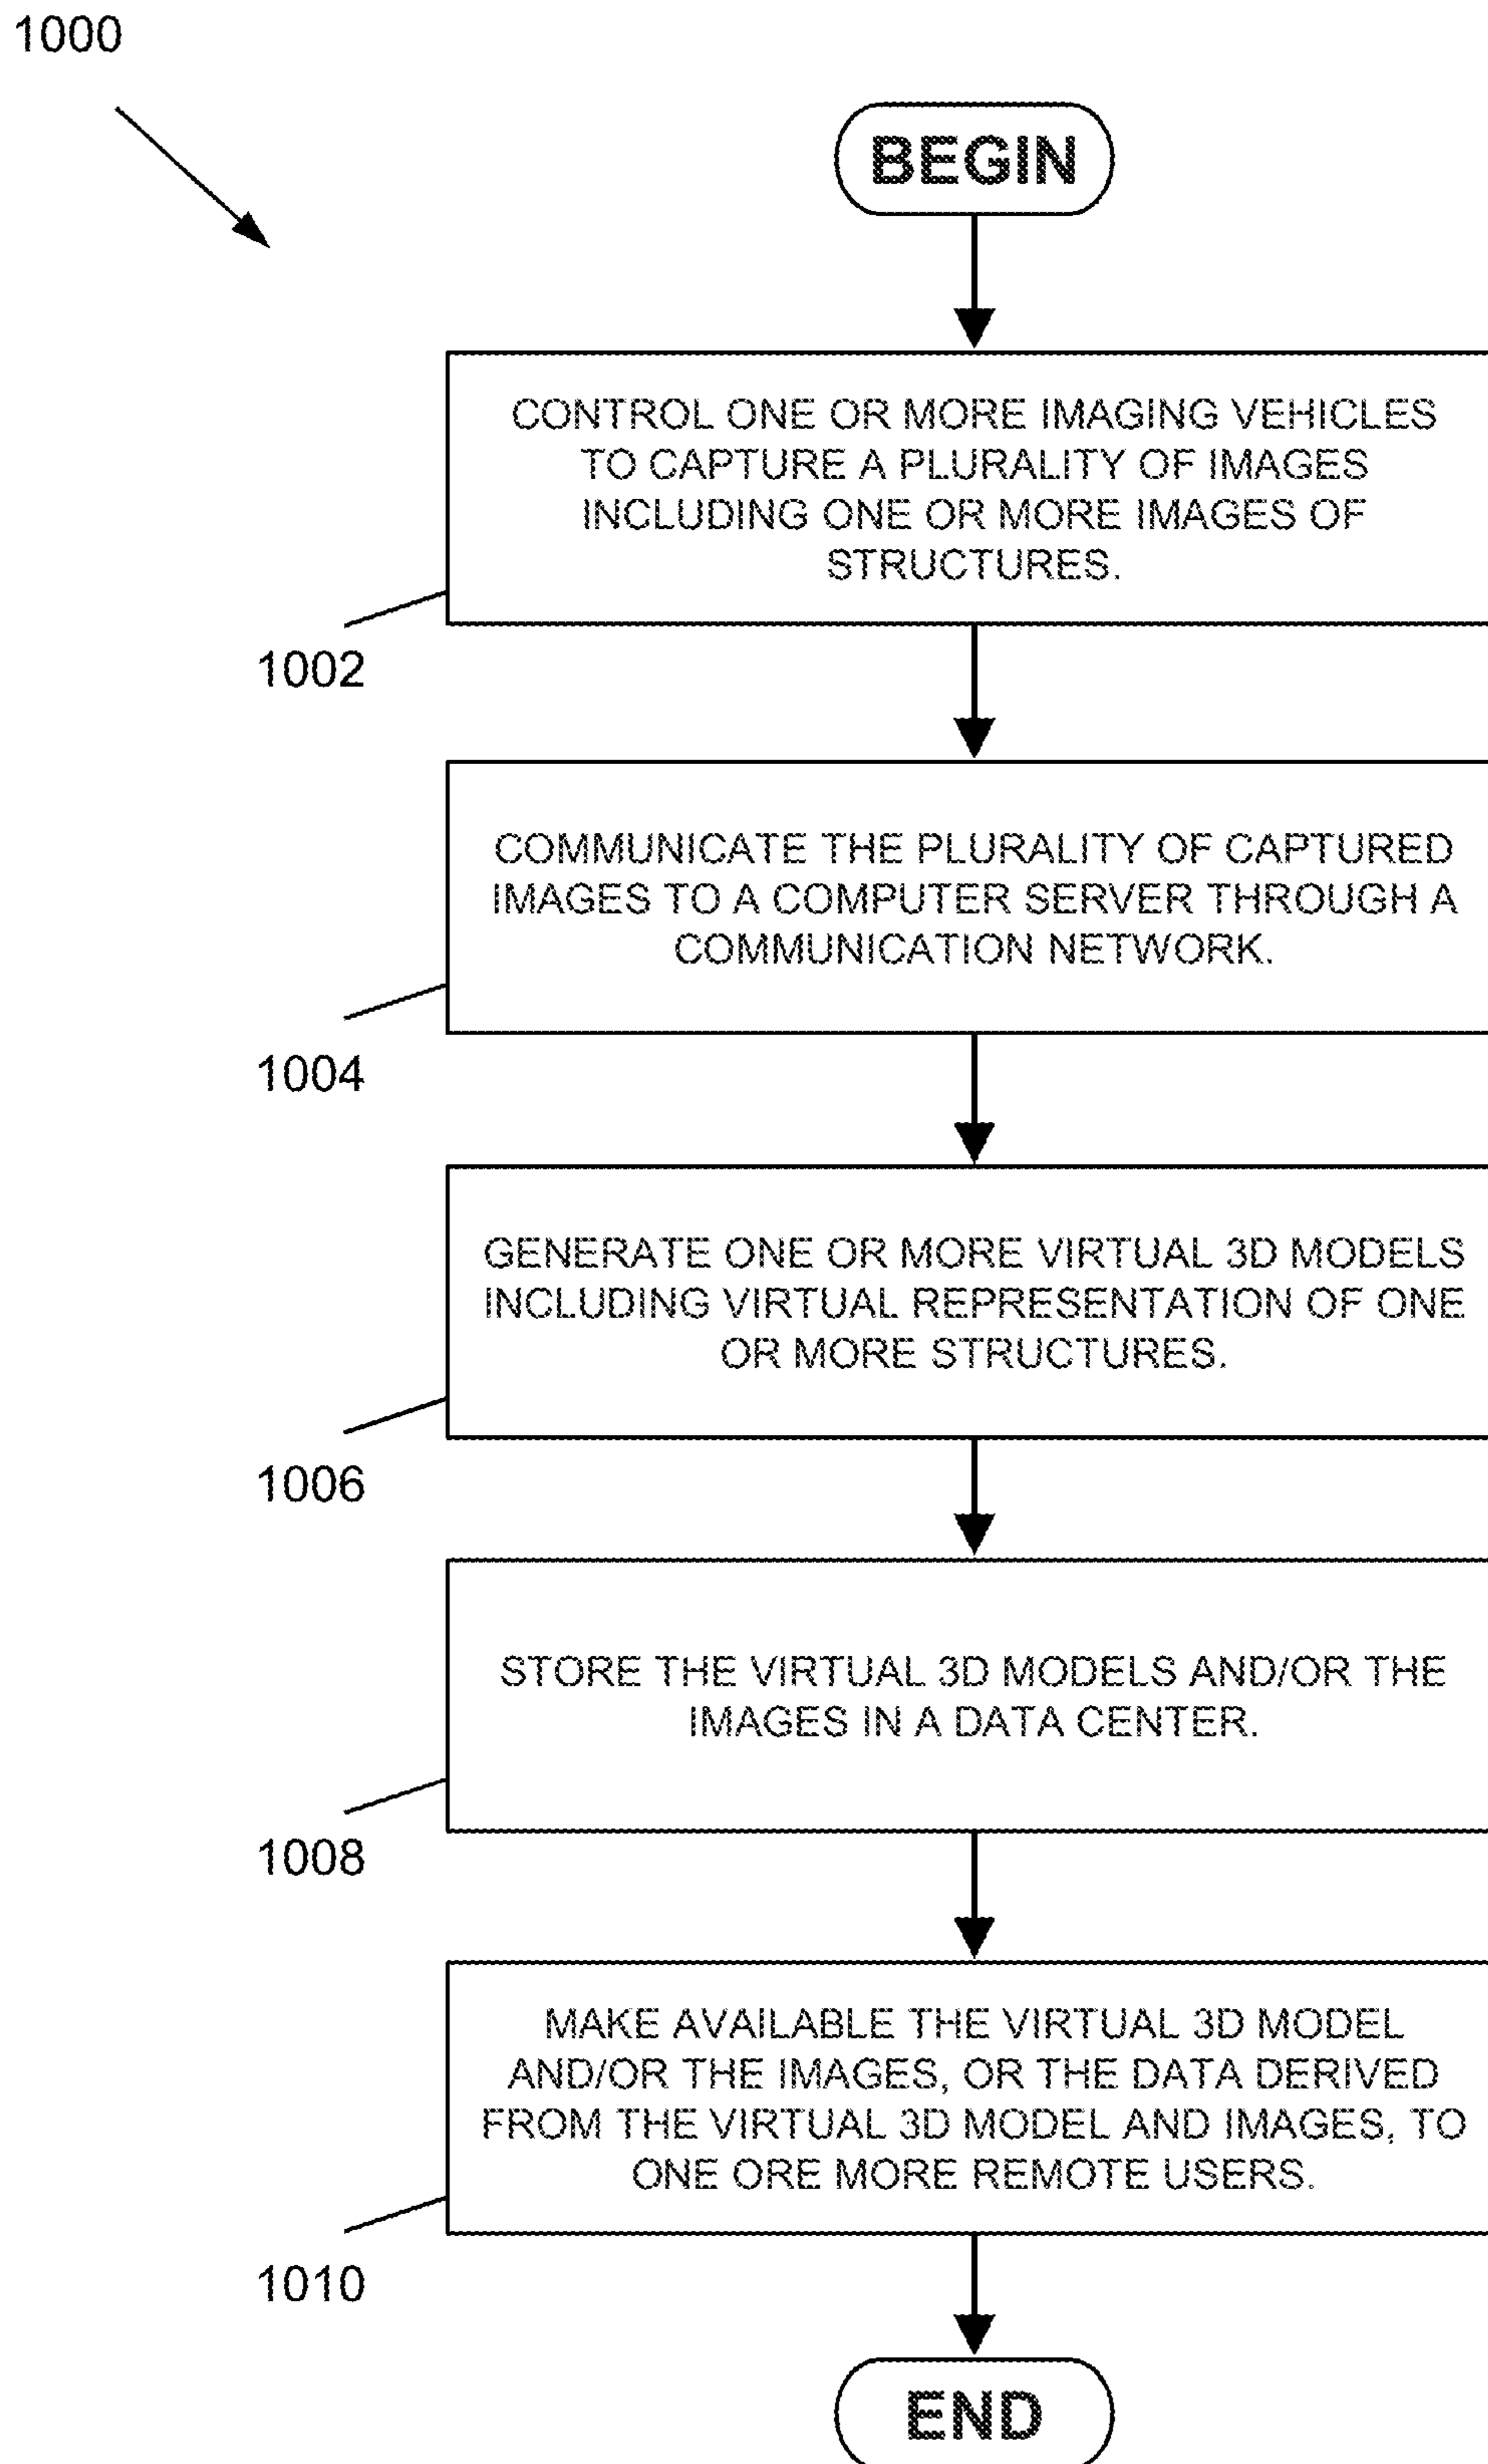 1000
BEGIN
CONTROL ONE OR MORE IMAGING VEHICLES
TO CAPTURE A PLURALITY OF IMAGES
INCLUDING ONE OR MORE IMAGES OF
STRUCTURES.
1002
COMMUNICATE THE PLURALITY OF CAPTURED
IMAGES TO A COMPUTER SERVER THROUGH A
COMMUNICATION NETWORK.
1004
GENERATE ONE OR MORE VIRTUAL 3D MODELS
INCLUDING VIRTUAL REPRESENTATION OF ONE
OR MORE STRUCTURES.
1006
STORE THE VIRTUAL 3D MODELS AND/OR THE
IMAGES IN A DATA CENTER.
1008
MAKE AVAILABLE THE VIRTUAL 3D MODEL
AND/OR THE IMAGES, OR THE DATA DERIVED
FROM THE VIRTUAL 3D MODEL AND IMAGES, TO
ONE ORE MORE REMOTE USERS.
1010
END